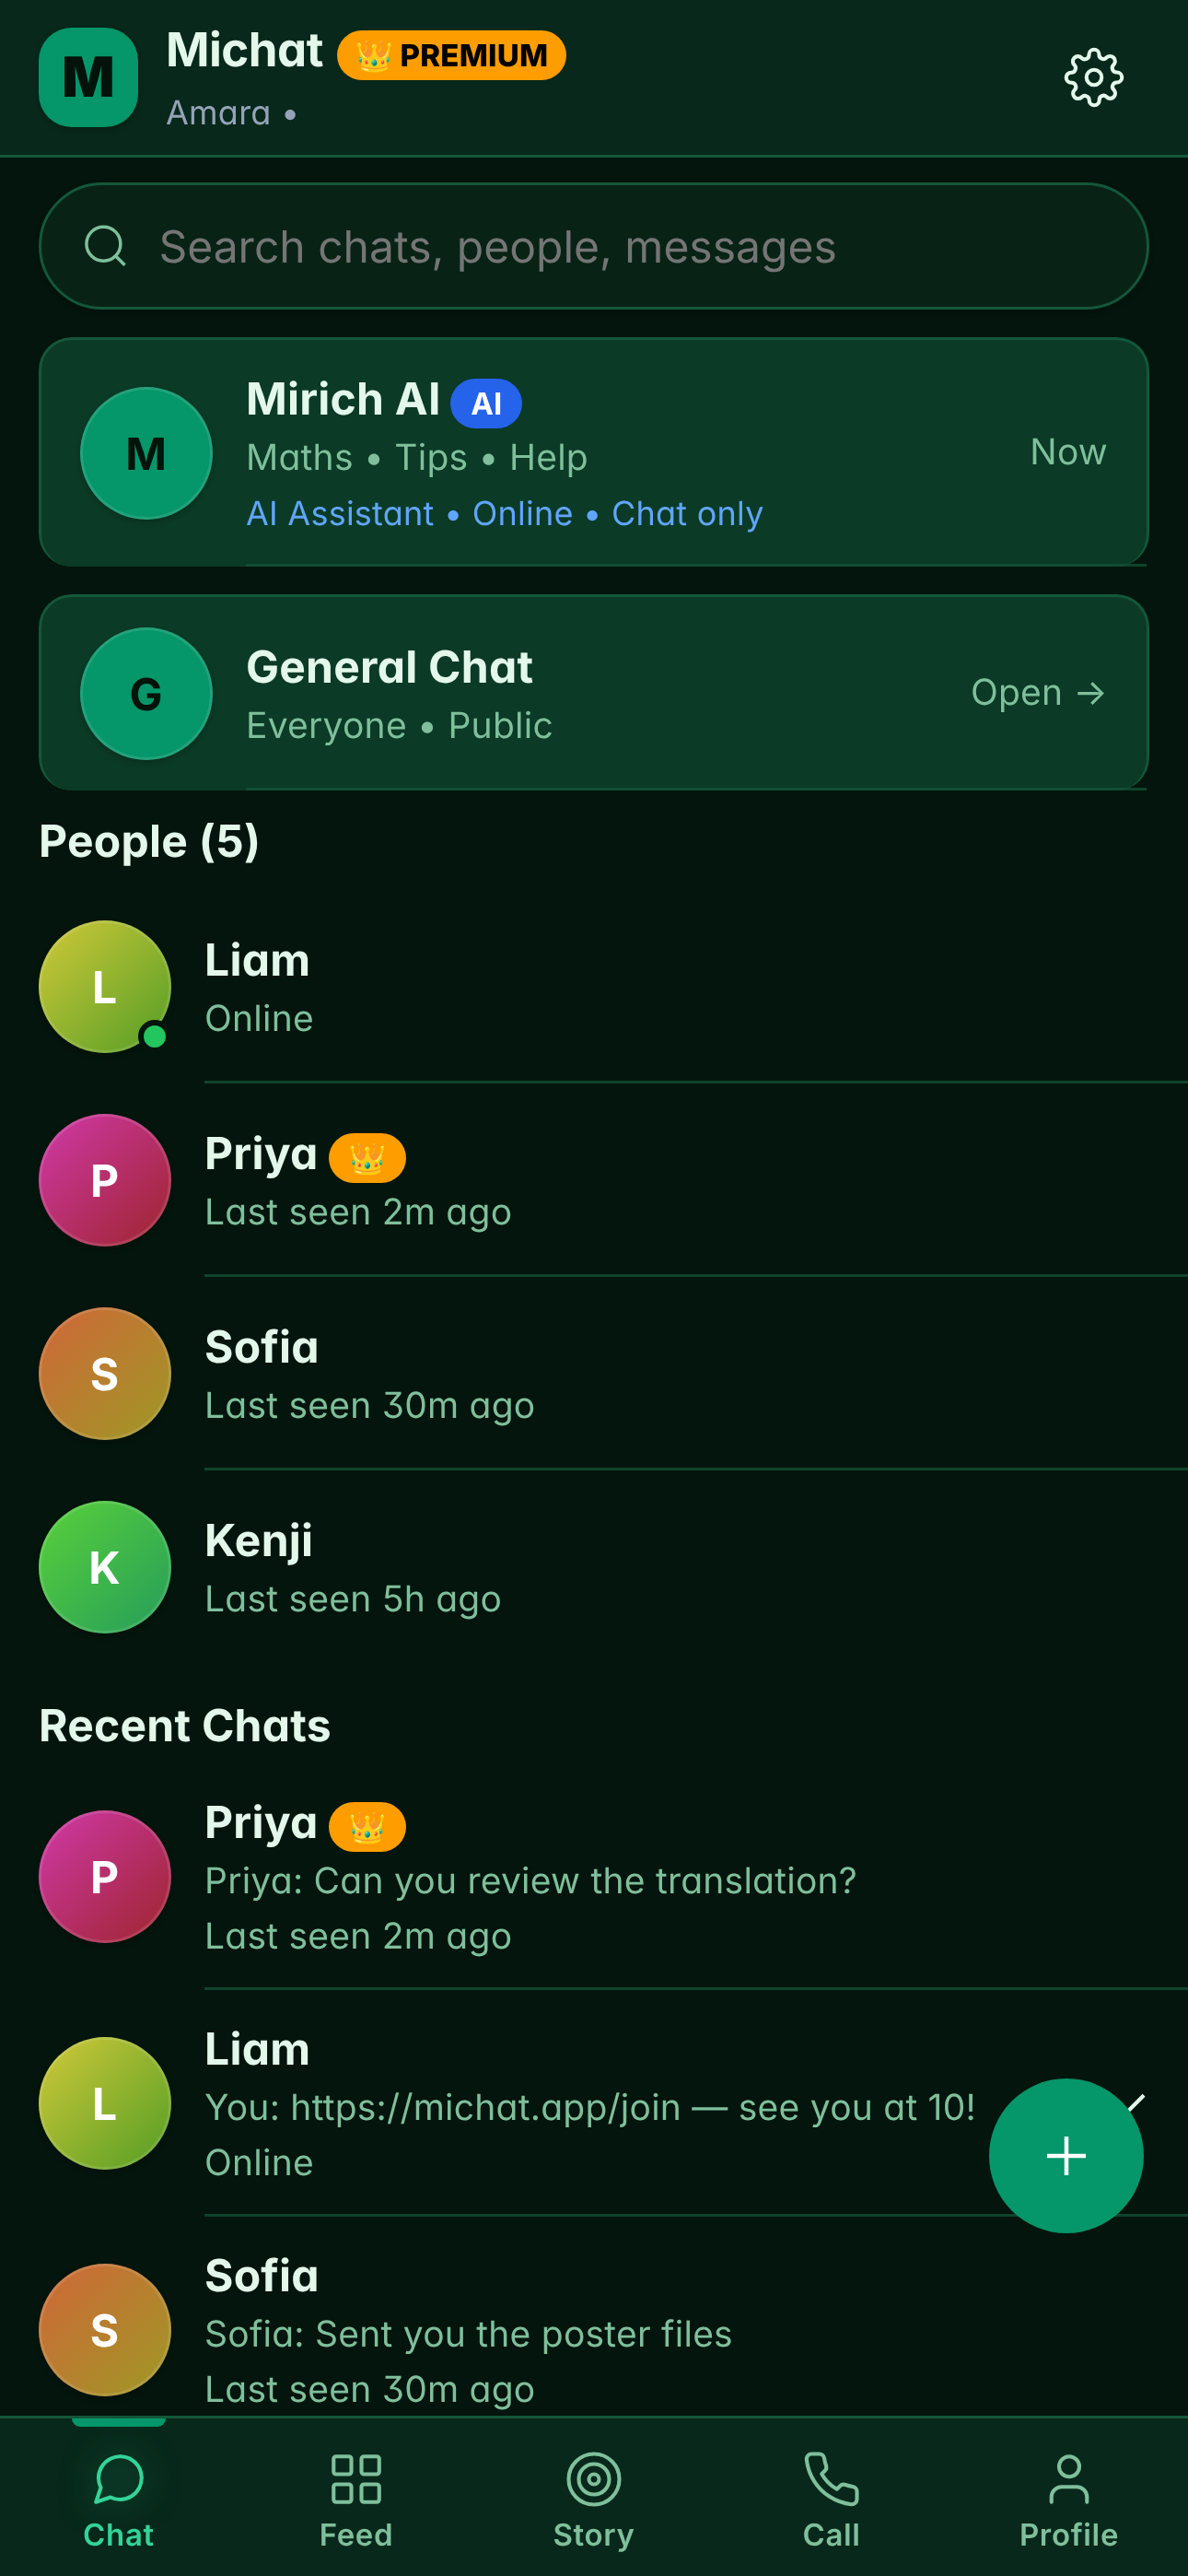 M
Michat 👑 PREMIUM
Amara •
Search chats, people, messages
M
Mirich AI AI
Maths • Tips • Help
AI Assistant • Online • Chat only
Now
G
General Chat
Everyone • Public
Open →
People (5)
L
Liam
Online
P
Priya 👑
Last seen 2m ago
S
Sofia
Last seen 30m ago
K
Kenji
Last seen 5h ago
Recent Chats
P
Priya 👑
Priya: Can you review the translation?
Last seen 2m ago
L
Liam
You: https://michat.app/join — see you at 10!
Online
S
Sofia
Sofia: Sent you the poster files
Last seen 30m ago
Chat
Feed
Story
Call
Profile